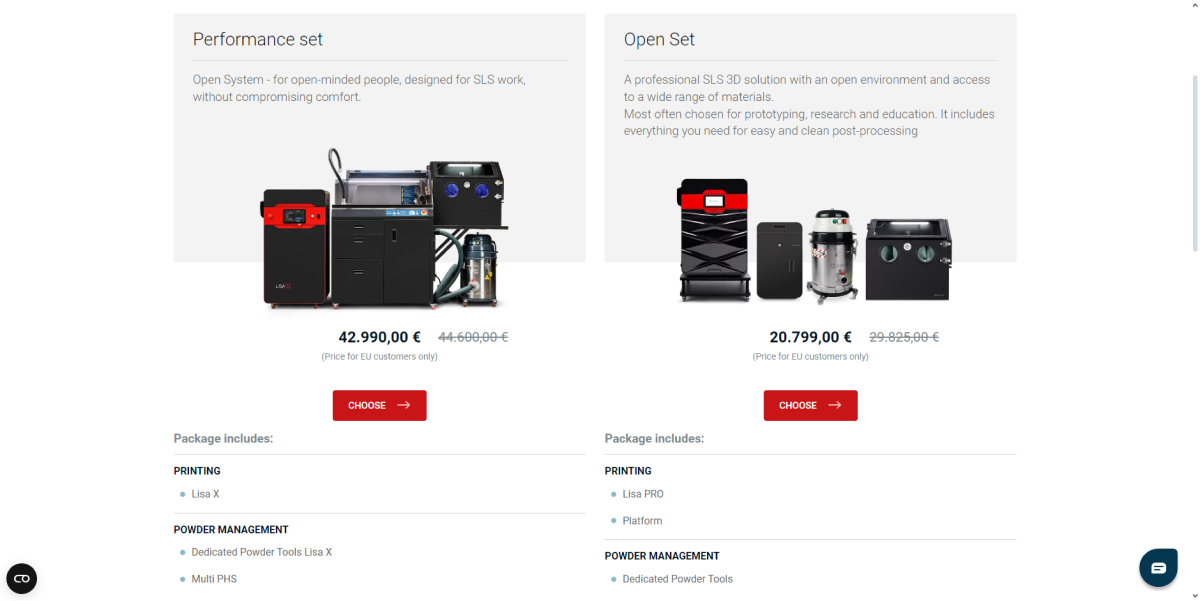 Performance set
Open System - for open-minded people, designed for SLS work,
without compromising comfort.
LISA X
42.990,00 € 44.600,00 €
(Price for EU customers only)
CHOOSE
Package includes:
PRINTING
Lisa X
POWDER MANAGEMENT
Dedicated Powder Tools Lisa X
Multi PHS
Open Set
A professional SLS 3D solution with an open environment and access
to a wide range of materials.
Most often chosen for prototyping, research and education. It includes
everything you need for easy and clean post-processing
20.799,00 € 29.825,00 €
(Price for EU customers only)
CHOOSE
Package includes:
PRINTING
Lisa PRO
Platform
POWDER MANAGEMENT
Dedicated Powder Tools